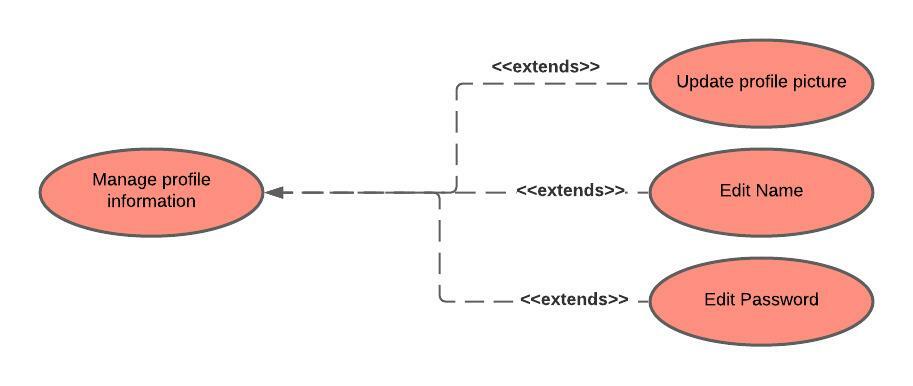 <<extends>>
Update profile picture
Manage profile
information
<<extends>>
Edit Name
<<extends>>
Edit Password